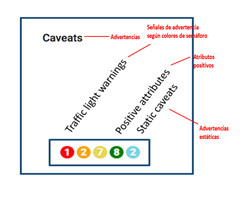 Señales de advertencia
según colores de semáforo
Caveats
Advertencias
Atributos
positivos
Traffic light warnings
Positive attributes
Static caveats
Advertencias
estáticas
1 2 7 8 2